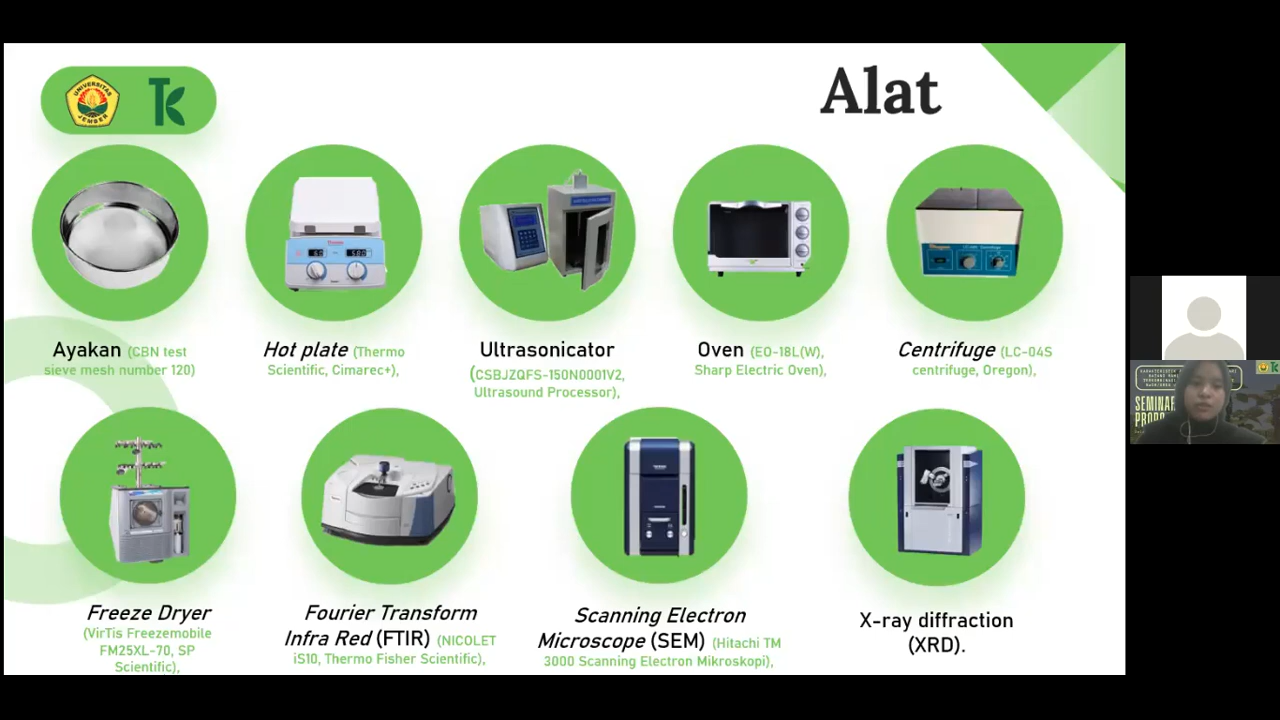 Alat
UNIVERSITAS
JEMBER
Ayakan (CBN test
sieve mesh number 120)
Hot plate (Thermo
Scientific, Cimarec+),
Ultrasonicator
(CSBJZQFS-150N0001V2,
Ultrasound Processor),
Oven (EO-18L(W),
Sharp Electric Oven),
Centrifuge (LC-04S
centrifuge, Oregon),
Freeze Dryer
(VirTis Freezemobile
FM25XL-70, SP
Scientific),
Fourier Transform
Infra Red (FTIR) (NICOLET
iS10, Thermo Fisher Scientific),
Scanning Electron
Microscope (SEM) (Hitachi TM
3000 Scanning Electron Mikroskopi),
X-ray diffraction
(XRD).
SEMINAR